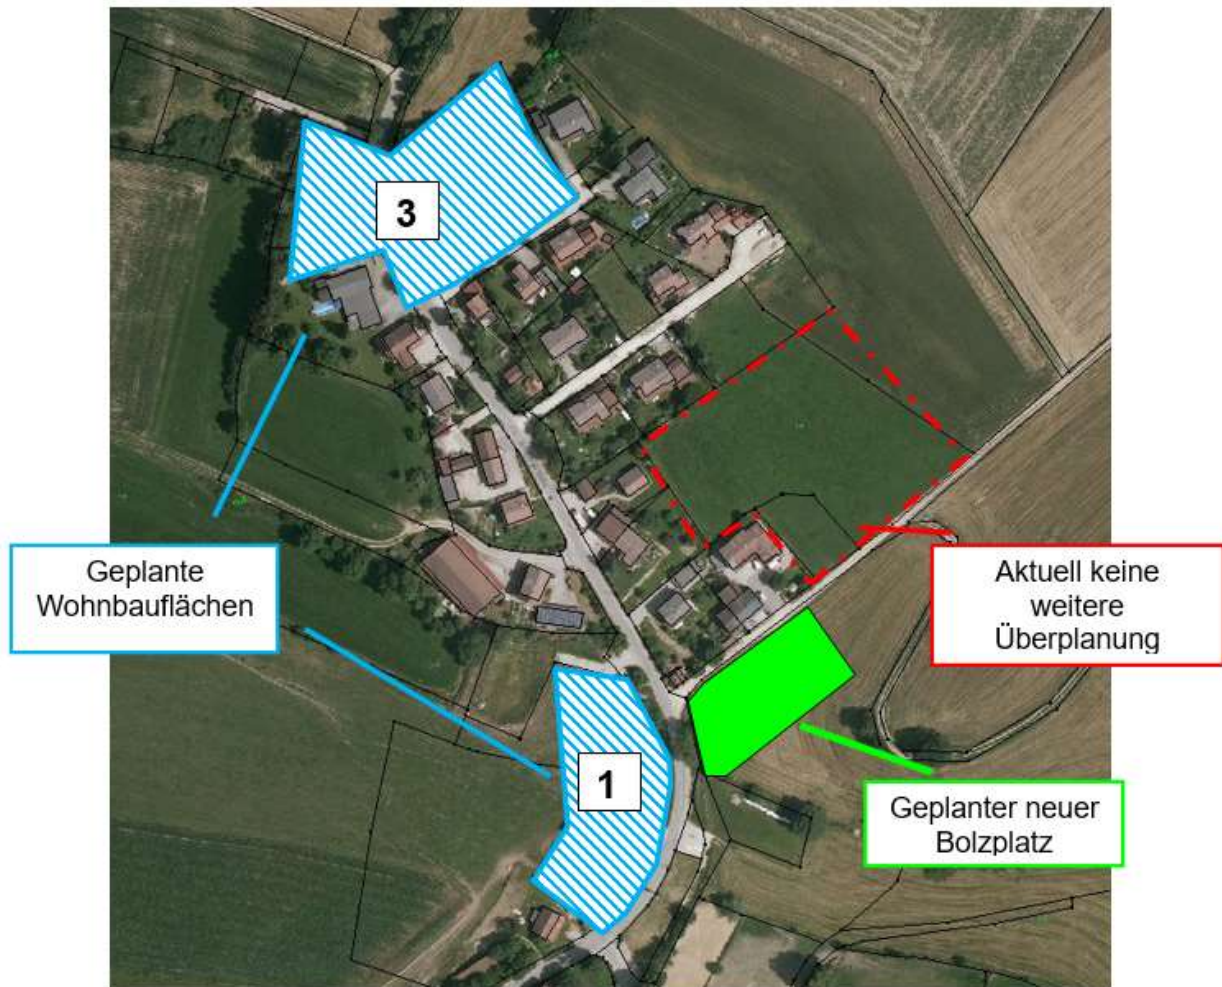 3
Geplante
Wohnbauflächen
Aktuell keine
weitere
Überplanung
1
Geplanter neuer
Bolzplatz